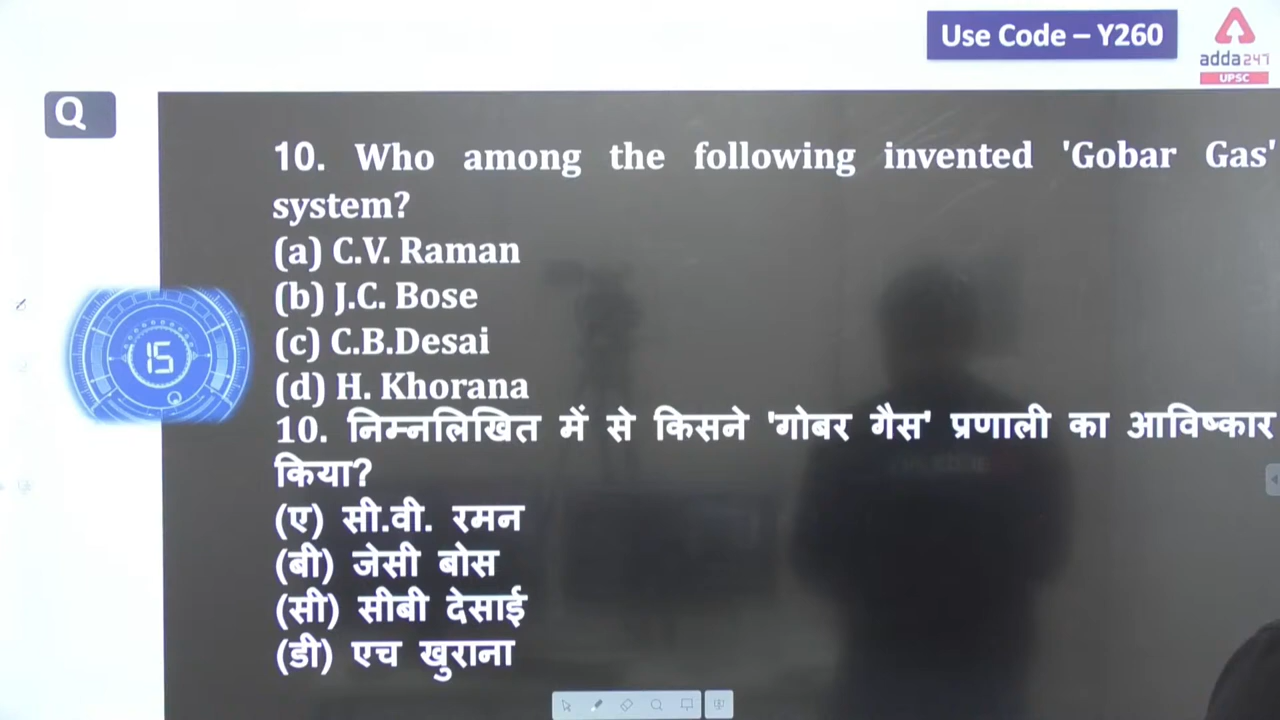 Use Code – Y260
adda247
UPSC
Q
10. Who among the following invented 'Gobar Gas'
system?
(a) C.V. Raman
(b) J.C. Bose
(c) C.B.Desai
(d) H. Khorana
15
10. निम्नलिखित में से किसने 'गोबर गैस' प्रणाली का आविष्कार
किया?
(ए) सी.वी. रमन
(बी) जेसी बोस
(सी) सीबी देसाई
(डी) एच खुराना